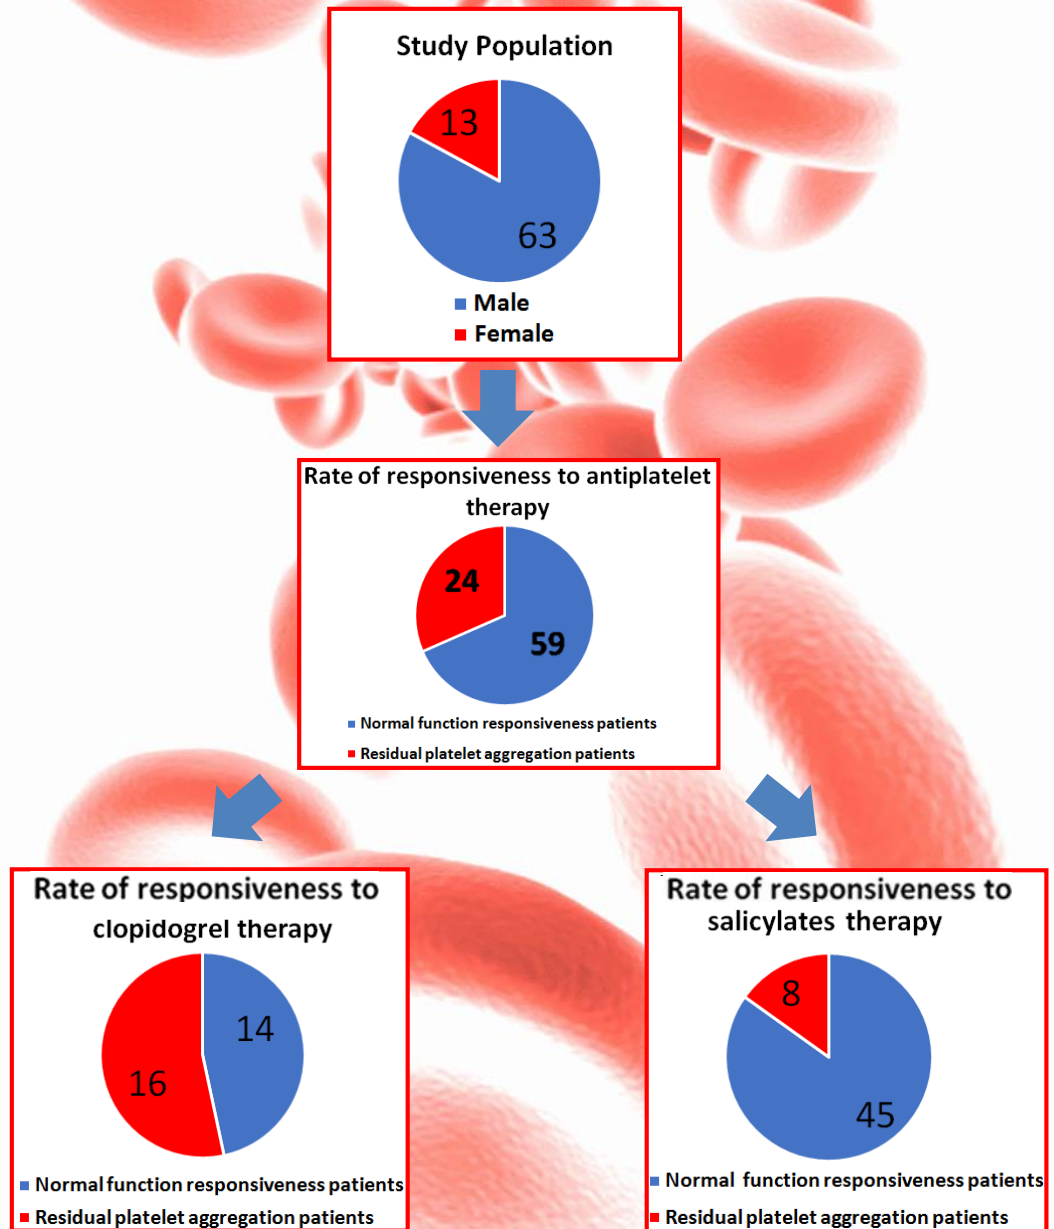 Study Population
13
63
Male
Female
Rate of responsiveness to antiplatelet
therapy
24
59
Normal function responsiveness patients
Residual platelet aggregation patients
Rate of responsiveness to
clopidogrel therapy
14
16
Normal function responsiveness patients
Residual platelet aggregation patients
Rate of responsiveness to
salicylates therapy
8
45
Normal function responsiveness patients
Residual platelet aggregation patients